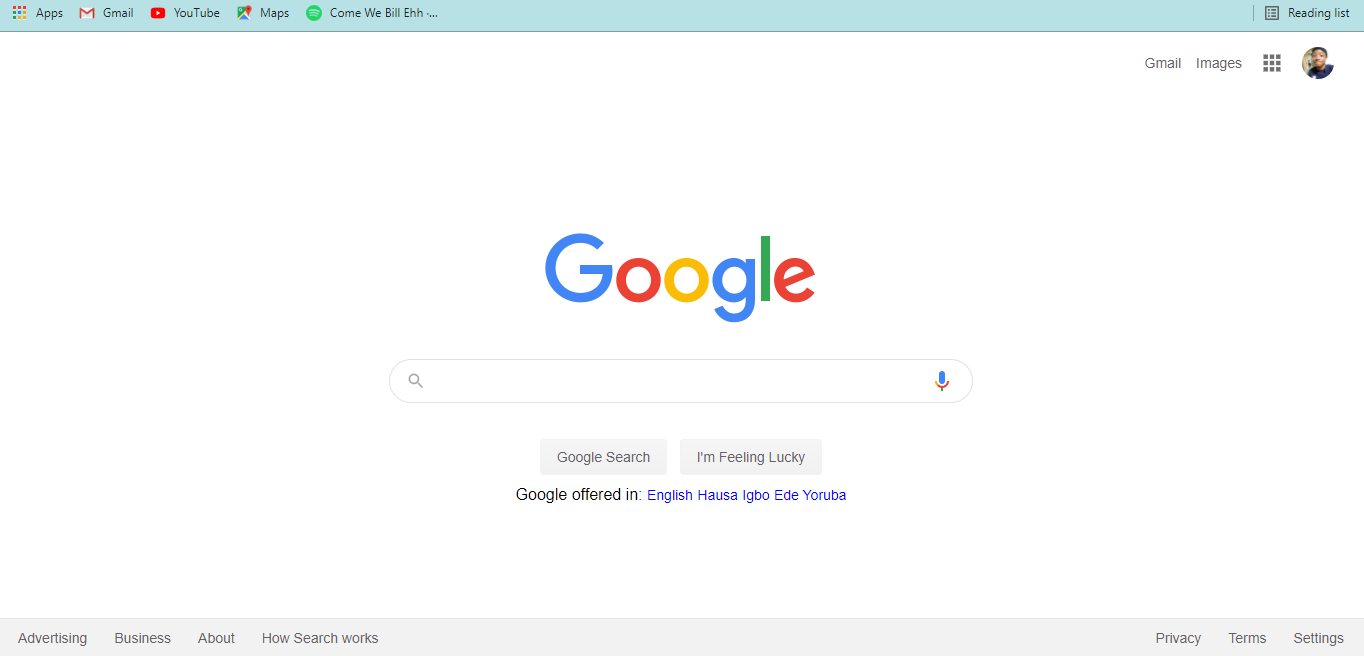 Apps Gmail YouTube Maps Come We Bill Ehh ·... Reading list
Gmail Images
Google
Google Search I'm Feeling Lucky
Google offered in: English Hausa Igbo Ede Yoruba
Advertising Business About How Search works Privacy Terms Settings